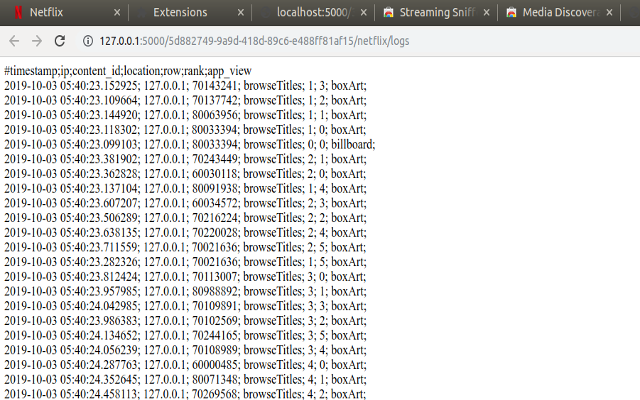 Netflix
Extensions
localhost:5000/
Streaming Sniff
Media Discover
127.0.0.1:5000/5d882749-9a9d-418d-89c6-e488ff81af15/netflix/logs
#timestamp;ip;content_id;location;row;rank;app_view
2019-10-03 05:40:23.152925; 127.0.0.1; 70143241; browseTitles; 1; 3; boxArt;
2019-10-03 05:40:23.109664; 127.0.0.1; 70137742; browseTitles; 1; 2; boxArt;
2019-10-03 05:40:23.144920; 127.0.0.1; 80063956; browseTitles; 1; 1; boxArt;
2019-10-03 05:40:23.118302; 127.0.0.1; 80033394; browseTitles; 1; 0; boxArt;
2019-10-03 05:40:23.099103; 127.0.0.1; 80033394; browseTitles; 0; 0; billboard;
2019-10-03 05:40:23.381902; 127.0.0.1; 70243449; browseTitles; 2; 1; boxArt;
2019-10-03 05:40:23.362828; 127.0.0.1; 60030118; browseTitles; 2; 0; boxArt;
2019-10-03 05:40:23.137104; 127.0.0.1; 80091938; browseTitles; 1; 4; boxArt;
2019-10-03 05:40:23.607207; 127.0.0.1; 60034572; browseTitles; 2; 3; boxArt;
2019-10-03 05:40:23.506289; 127.0.0.1; 70216224; browseTitles; 2; 2; boxArt;
2019-10-03 05:40:23.638135; 127.0.0.1; 70220028; browseTitles; 2; 4; boxArt;
2019-10-03 05:40:23.711559; 127.0.0.1; 70021636; browseTitles; 2; 5; boxArt;
2019-10-03 05:40:23.282326; 127.0.0.1; 70021636; browseTitles; 1; 5; boxArt;
2019-10-03 05:40:23.812424; 127.0.0.1; 70113007; browseTitles; 3; 0; boxArt;
2019-10-03 05:40:23.957985; 127.0.0.1; 80988892; browseTitles; 3; 1; boxArt;
2019-10-03 05:40:24.042985; 127.0.0.1; 70109891; browseTitles; 3; 3; boxArt;
2019-10-03 05:40:23.986383; 127.0.0.1; 70102569; browseTitles; 3; 2; boxArt;
2019-10-03 05:40:24.134652; 127.0.0.1; 70244165; browseTitles; 3; 5; boxArt;
2019-10-03 05:40:24.056239; 127.0.0.1; 70108989; browseTitles; 3; 4; boxArt;
2019-10-03 05:40:24.287763; 127.0.0.1; 60000485; browseTitles; 4; 0; boxArt;
2019-10-03 05:40:24.352645; 127.0.0.1; 80071348; browseTitles; 4; 1; boxArt;
2019-10-03 05:40:24.458113; 127.0.0.1; 70269568; browseTitles; 4; 2; boxArt;